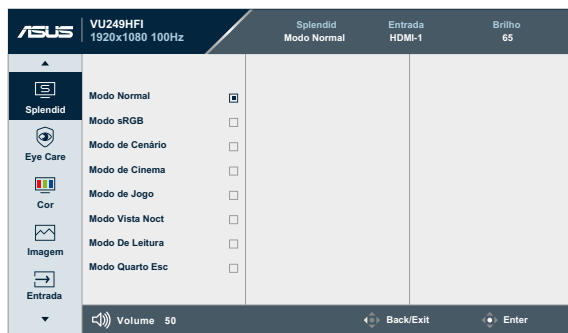 ASUS
VU249HFI
1920x1080 100Hz
Splendid
Modo Normal
Entrada
HDMI-1
Brilho
65
Splendid
Eye Care
Cor
Imagem
Entrada
Modo Normal
Modo sRGB
Modo de Cenário
Modo de Cinema
Modo de Jogo
Modo Vista Noct
Modo De Leitura
Modo Quarto Esc
Volume 50
Back/Exit
Enter